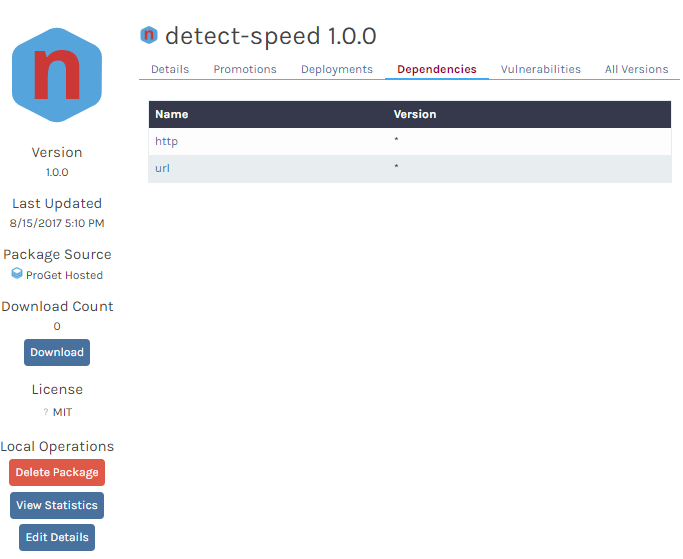 n
Version
1.0.0
Last Updated
8/15/2017 5:10 PM
Package Source
ProGet Hosted
Download Count
0
Download
License
? MIT
Local Operations
Delete Package
View Statistics
Edit Details
n detect-speed 1.0.0
Details Promotions Deployments Dependencies Vulnerabilities All Versions
Name Version
http *
url *